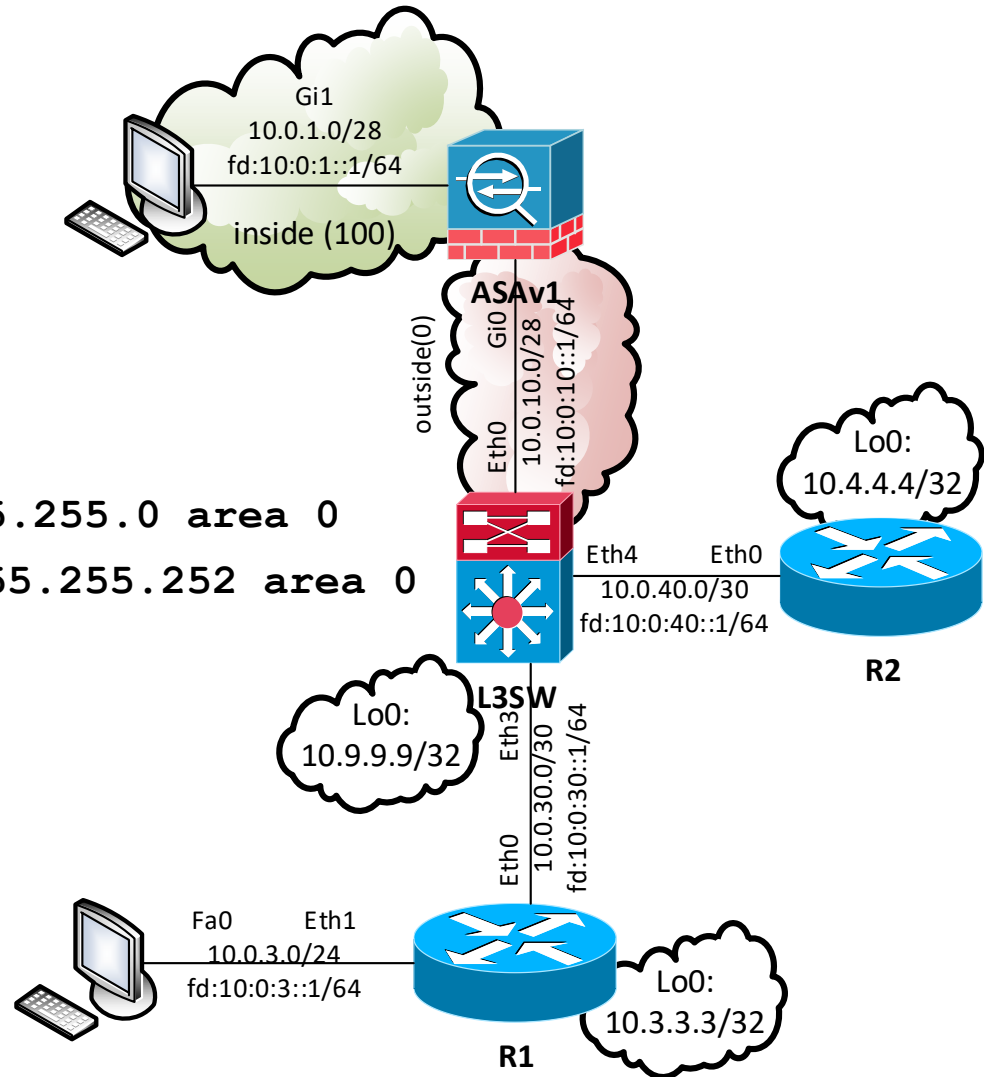 Gi1
10.0.1.0/28
fd:10:0:1::1/64
inside (100)
ASAv1
outside(0)
Gi0
Eth0
10.0.10.0/28
fd:10:0:10::1/64
Lo0:
10.4.4.4/32
5.255.0 area 0
55.255.252 area 0
Eth4 Eth0
10.0.40.0/30
fd:10:0:40::1/64
R2
L3SW
Lo0:
10.9.9.9/32
Eth3
Eth0
10.0.30.0/30
fd:10:0:30::1/64
Fa0 Eth1
10.0.3.0/24
fd:10:0:3::1/64
Lo0:
10.3.3.3/32
R1